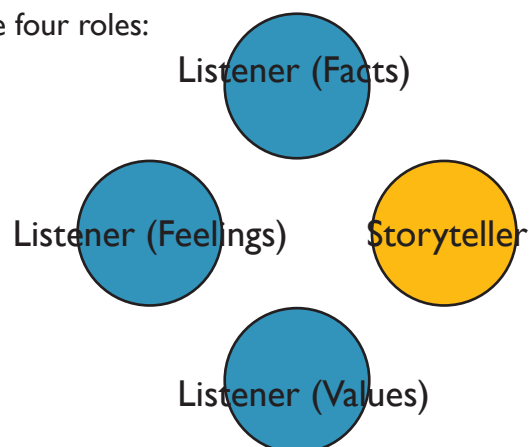 e four roles:
Listener (Facts)
Listener (Feelings)
Storyteller
Listener (Values)